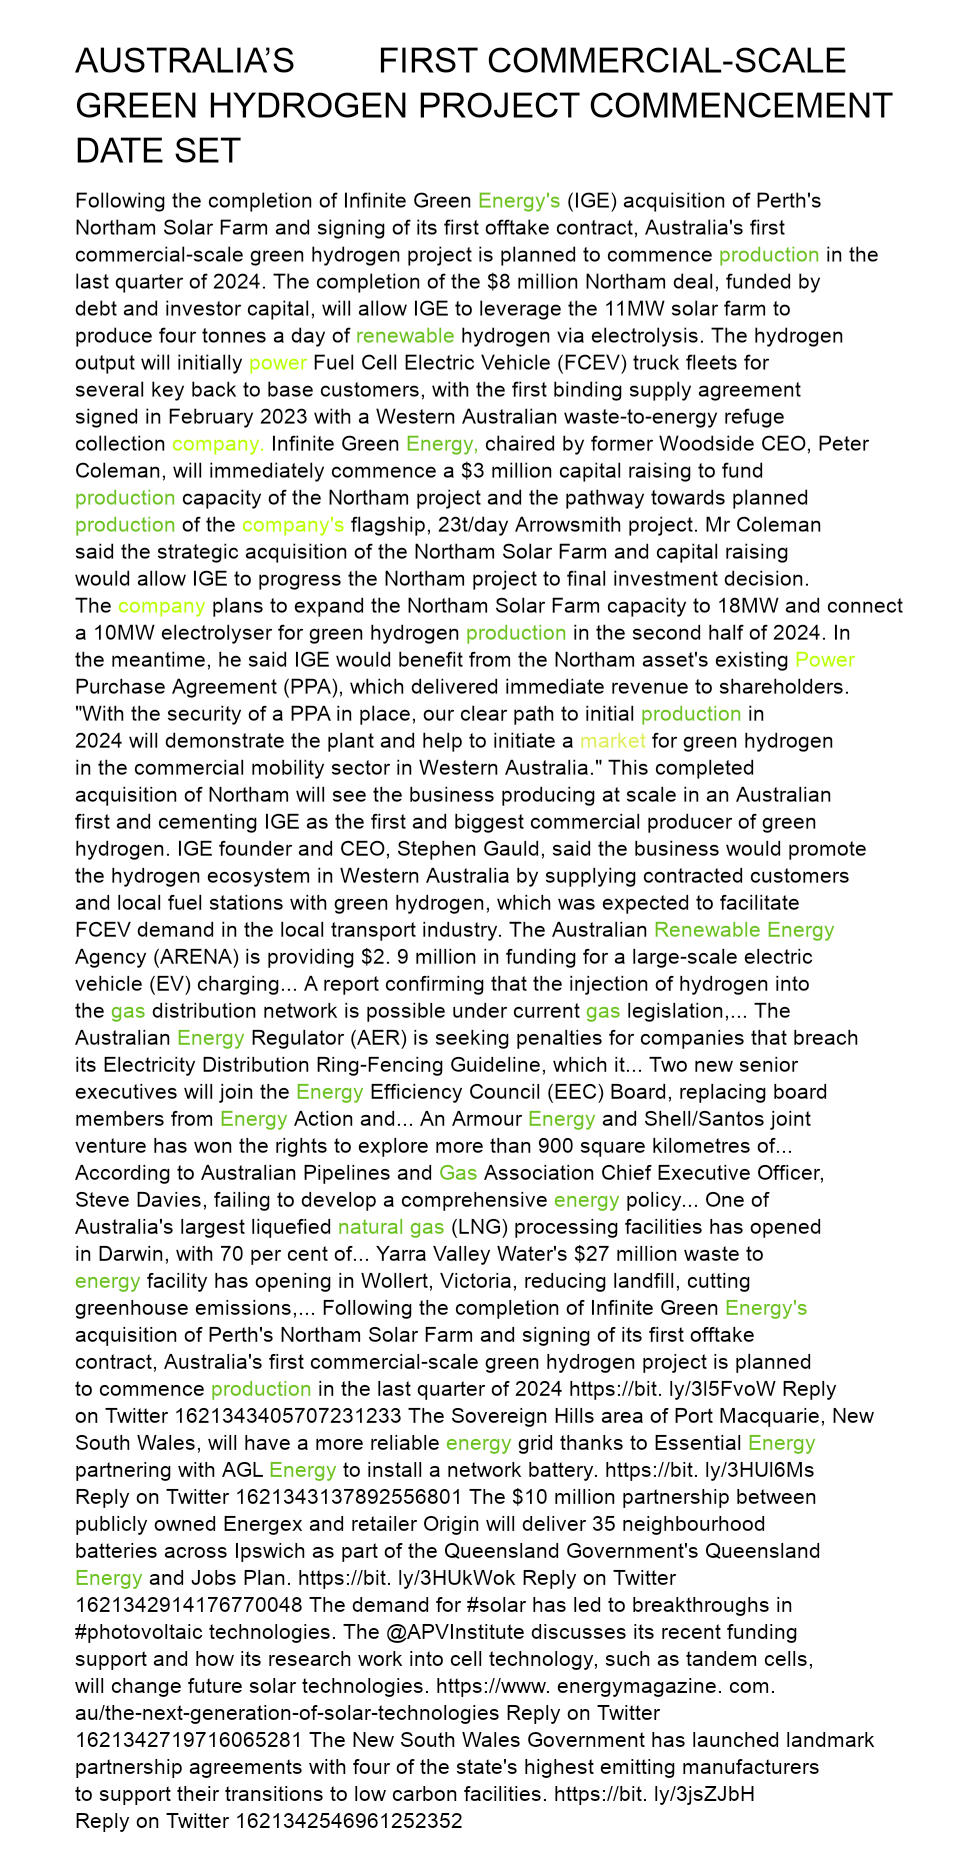 AUSTRALIA’S FIRST COMMERCIAL-SCALE
GREEN HYDROGEN PROJECT COMMENCEMENT
DATE SET
Following the completion of Infinite Green Energy's (IGE) acquisition of Perth's
Northam Solar Farm and signing of its first offtake contract, Australia's first
commercial-scale green hydrogen project is planned to commence production in the
last quarter of 2024. The completion of the $8 million Northam deal, funded by
debt and investor capital, will allow IGE to leverage the 11MW solar farm to
produce four tonnes a day of renewable hydrogen via electrolysis. The hydrogen
output will initially power Fuel Cell Electric Vehicle (FCEV) truck fleets for
several key back to base customers, with the first binding supply agreement
signed in February 2023 with a Western Australian waste-to-energy refuge
collection company. Infinite Green Energy, chaired by former Woodside CEO, Peter
Coleman, will immediately commence a $3 million capital raising to fund
production capacity of the Northam project and the pathway towards planned
production of the company's flagship, 23t/day Arrowsmith project. Mr Coleman
said the strategic acquisition of the Northam Solar Farm and capital raising
would allow IGE to progress the Northam project to final investment decision.
The company plans to expand the Northam Solar Farm capacity to 18MW and connect
a 10MW electrolyser for green hydrogen production in the second half of 2024. In
the meantime, he said IGE would benefit from the Northam asset's existing Power
Purchase Agreement (PPA), which delivered immediate revenue to shareholders.
"With the security of a PPA in place, our clear path to initial production in
2024 will demonstrate the plant and help to initiate a market for green hydrogen
in the commercial mobility sector in Western Australia." This completed
acquisition of Northam will see the business producing at scale in an Australian
first and cementing IGE as the first and biggest commercial producer of green
hydrogen. IGE founder and CEO, Stephen Gauld, said the business would promote
the hydrogen ecosystem in Western Australia by supplying contracted customers
and local fuel stations with green hydrogen, which was expected to facilitate
FCEV demand in the local transport industry. The Australian Renewable Energy
Agency (ARENA) is providing $2. 9 million in funding for a large-scale electric
vehicle (EV) charging... A report confirming that the injection of hydrogen into
the gas distribution network is possible under current gas legislation,... The
Australian Energy Regulator (AER) is seeking penalties for companies that breach
its Electricity Distribution Ring-Fencing Guideline, which it... Two new senior
executives will join the Energy Efficiency Council (EEC) Board, replacing board
members from Energy Action and... An Armour Energy and Shell/Santos joint
venture has won the rights to explore more than 900 square kilometres of...
According to Australian Pipelines and Gas Association Chief Executive Officer,
Steve Davies, failing to develop a comprehensive energy policy... One of
Australia's largest liquefied natural gas (LNG) processing facilities has opened
in Darwin, with 70 per cent of... Yarra Valley Water's $27 million waste to
energy facility has opening in Wollert, Victoria, reducing landfill, cutting
greenhouse emissions,... Following the completion of Infinite Green Energy's
acquisition of Perth's Northam Solar Farm and signing of its first offtake
contract, Australia's first commercial-scale green hydrogen project is planned
to commence production in the last quarter of 2024 https://bit. ly/3l5FvoW Reply
on Twitter 1621343405707231233 The Sovereign Hills area of Port Macquarie, New
South Wales, will have a more reliable energy grid thanks to Essential Energy
partnering with AGL Energy to install a network battery. https://bit. ly/3HUl6Ms
Reply on Twitter 1621343137892556801 The $10 million partnership between
publicly owned Energex and retailer Origin will deliver 35 neighbourhood
batteries across Ipswich as part of the Queensland Government's Queensland
Energy and Jobs Plan. https://bit. ly/3HUkWok Reply on Twitter
1621342914176770048 The demand for #solar has led to breakthroughs in
#photovoltaic technologies. The @APVInstitute discusses its recent funding
support and how its research work into cell technology, such as tandem cells,
will change future solar technologies. https://www. energymagazine. com.
au/the-next-generation-of-solar-technologies Reply on Twitter
1621342719716065281 The New South Wales Government has launched landmark
partnership agreements with four of the state's highest emitting manufacturers
to support their transitions to low carbon facilities. https://bit. ly/3jsZJbH
Reply on Twitter 1621342546961252352